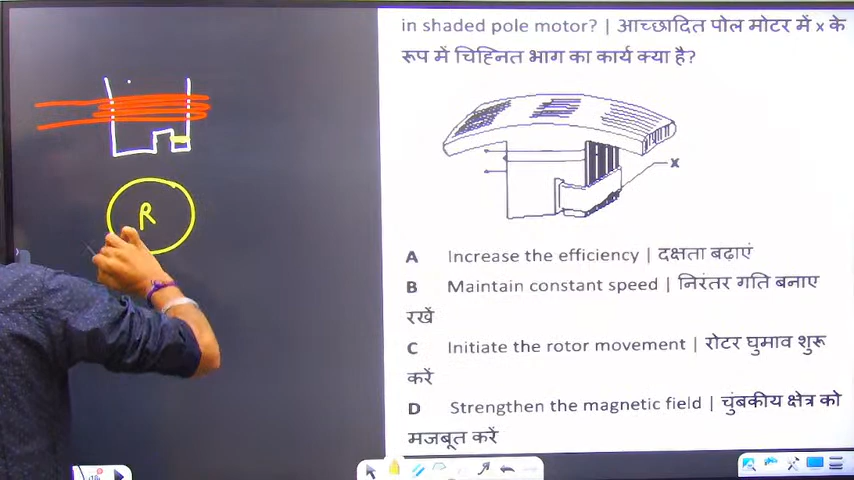 in shaded pole motor? | आच्छादित पोल मोटर में x के
रूप में चिह्नित भाग का कार्य क्या है?
R
X
A Increase the efficiency | दक्षता बढ़ाएं
B Maintain constant speed | निरंतर गति बनाए
रखें
C Initiate the rotor movement | रोटर घुमाव शुरू
करें
D Strengthen the magnetic field | चुंबकीय क्षेत्र को
मजबूत करें